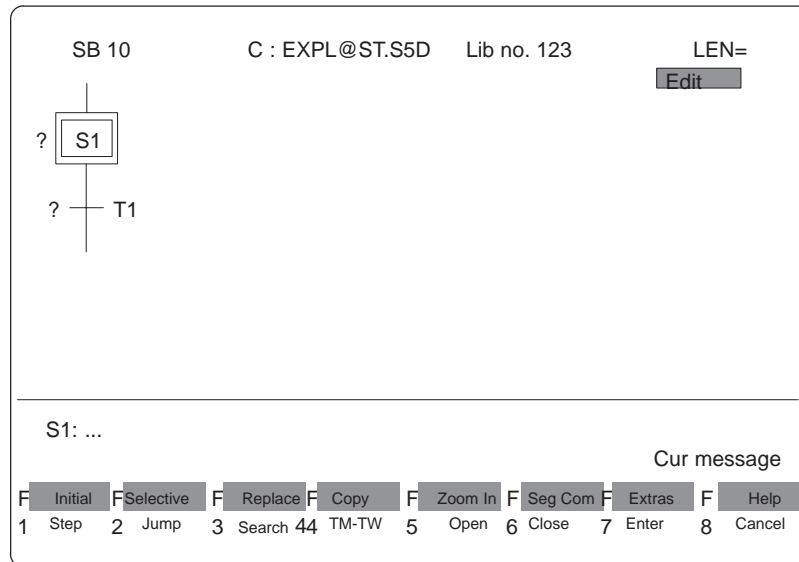 SB 10 C : EXPL@ST.S5D Lib no. 123 LEN=
Edit
? S1
? T1
S1: ...
Cur message
F Initial F Selective F Replace F Copy F Zoom In F Seg Com F Extras F Help
1 Step 2 Jump 3 Search 44 TM-TW 5 Open 6 Close 7 Enter 8 Cancel